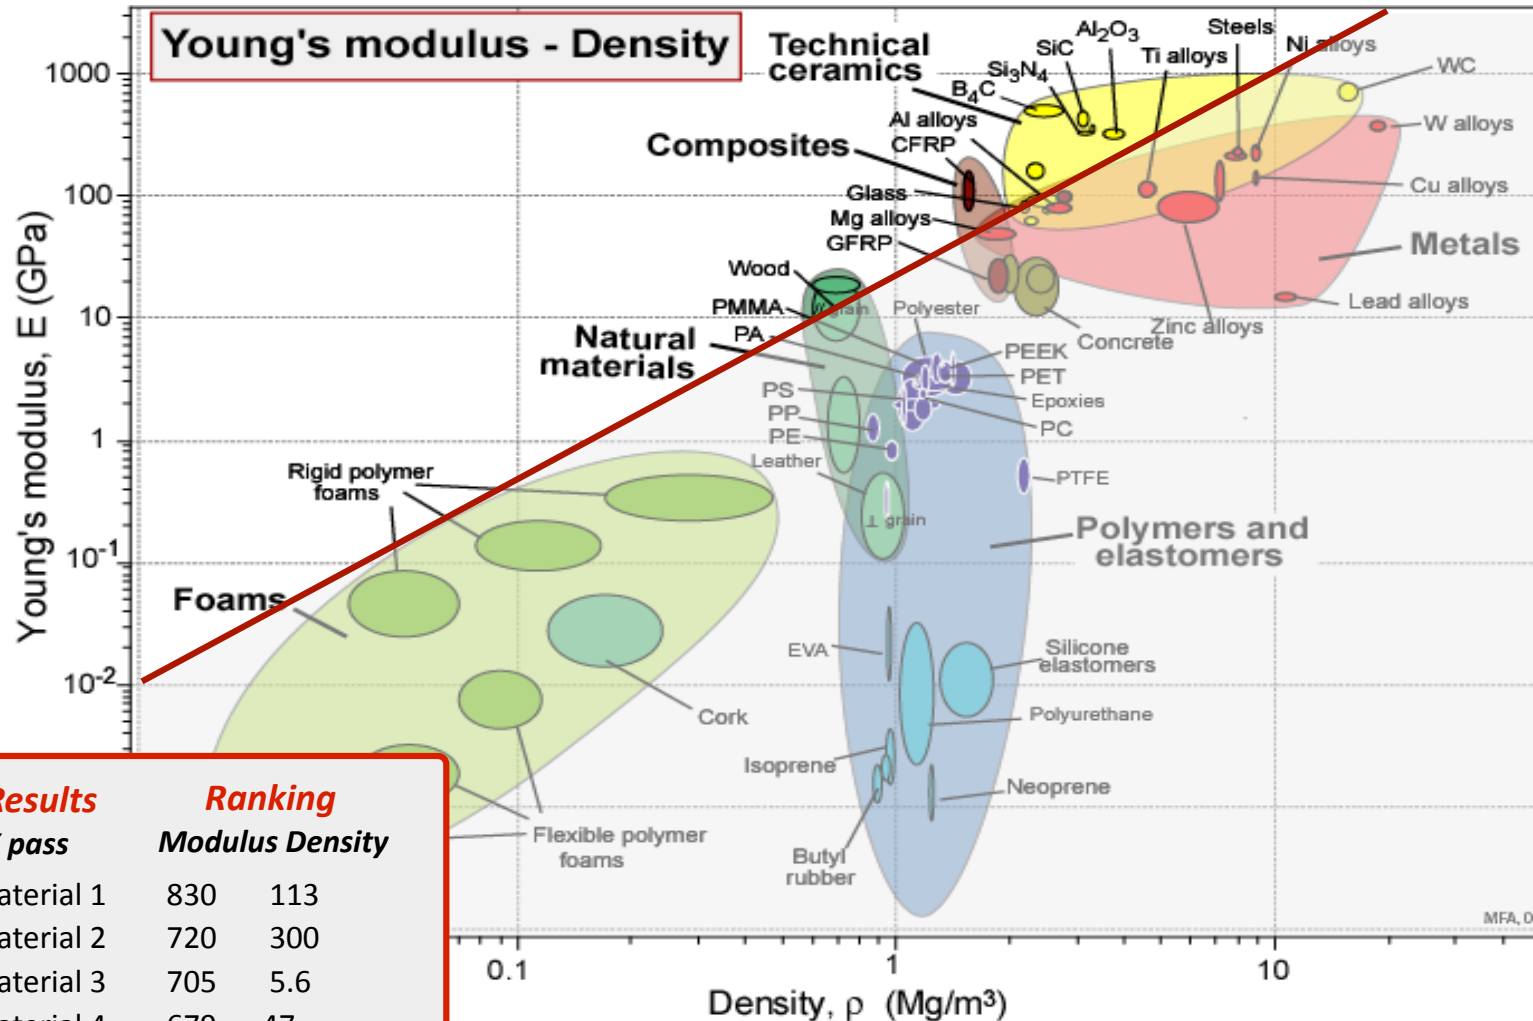 Young's modulus - Density
Technical
ceramics
Composites
Natural
materials
Foams
Metals
Polymers and
elastomers
Al₂O₃
SiC
Si₃N₄
B₄C
Al alloys
CFRP
Glass
Mg alloys
GFRP
Wood
PMMA
PA
Ti alloys
Steels
Ni alloys
WC
W alloys
Cu alloys
Lead alloys
Zinc alloys
Concrete
// grain
Polyester
PEEK
PET
Epoxies
PC
PS
PP
PE
Leather
⊥ grain
PTFE
Rigid polymer
foams
EVA
Silicone
elastomers
Polyurethane
Isoprene
Neoprene
Butyl
rubber
Cork
Flexible polymer
foams
Young's modulus, E (GPa)
1000
100
10
1
10⁻¹
10⁻²
0.1
1
10
Density, ρ (Mg/m³)
MFA,
Results Ranking
pass Modulus Density
aterial 1 830 113
aterial 2 720 300
aterial 3 705 5.6